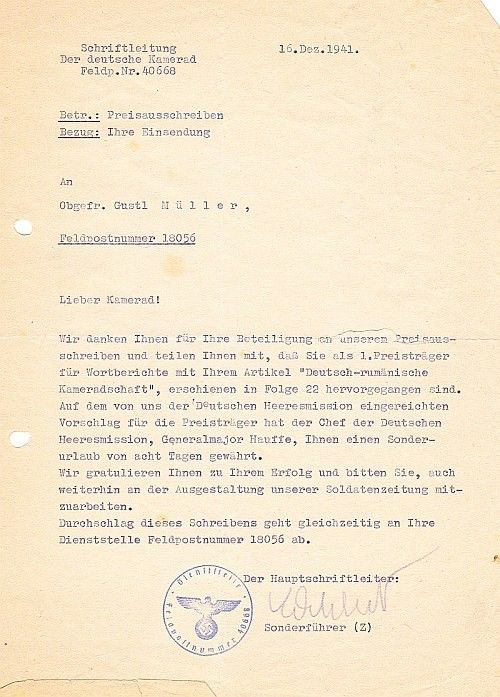 Schriftleitung
Der deutsche Kamerad
Feldp.Nr.40668
16.Dez.1941.
Betr.: Preisausschreiben
Bezug: Ihre Einsendung
An
Obgefr. Gustl M ü l l e r ,
Feldpostnummer 18056
Lieber Kamerad!
Wir danken Ihnen für Ihre Beteiligung an unserem Preisaus-
schreiben und teilen Ihnen mit, daß Sie als 1.Preisträger
für Wortberichte mit Ihrem Artikel "Deutsch-rumänische
Kameradschaft", erschienen in Folge 22 hervorgegangen sind.
Auf dem von uns der Deutschen Heeresmission eingereichten
Vorschlag für die Preisträger hat der Chef der Deutschen
Heeresmission, Generalmajor Hauffe, Ihnen einen Sonder-
urlaub von acht Tagen gewährt.
Wir gratulieren Ihnen zu Ihrem Erfolg und bitten Sie, auch
weiterhin an der Ausgestaltung unserer Soldatenzeitung mit-
zuarbeiten.
Durchschlag dieses Schreibens geht gleichzeitig an Ihre
Dienststelle Feldpostnummer 18056 ab.
Der Hauptschriftleiter:
Sonderführer (Z)
Dienststelle
Feldpostnummer 40668